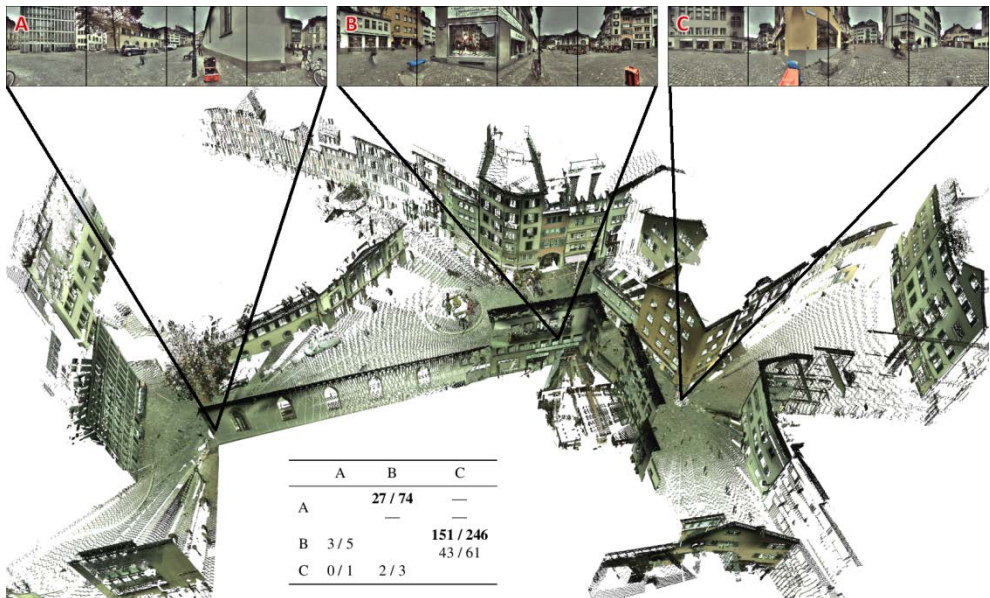 A
B
C
A B C
27 / 74 —
A
— —
151 / 246
B 3 / 5
43 / 61
C 0 / 1 2 / 3